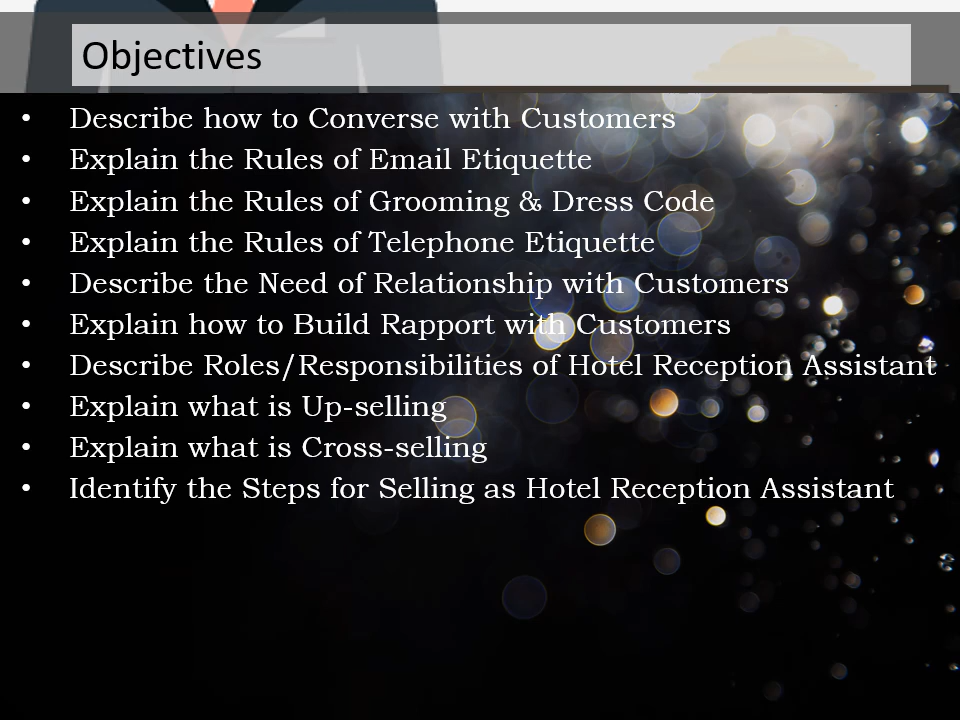 Objectives
• Describe how to Converse with Customers
• Explain the Rules of Email Etiquette
• Explain the Rules of Grooming & Dress Code
• Explain the Rules of Telephone Etiquette
• Describe the Need of Relationship with Customers
• Explain how to Build Rapport with Customers
• Describe Roles/Responsibilities of Hotel Reception Assistant
• Explain what is Up-selling
• Explain what is Cross-selling
• Identify the Steps for Selling as Hotel Reception Assistant